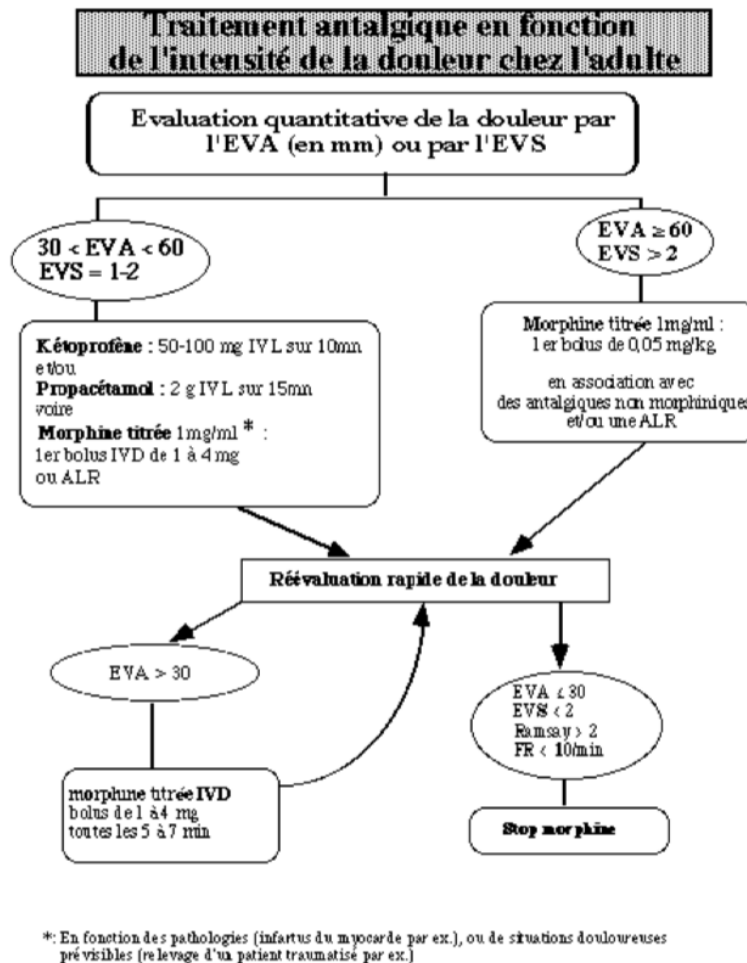 Traitement antalgique en fonction
de l'intensité de la douleur chez l'adulte
Evaluation quantitative de la douleur par
l'EVA (en mm) ou par l'EVS
30 < EVA < 60
EVS = 1-2
EVA ≥ 60
EVS > 2
Kétoprofène : 50-100 mg IVL sur 10mn
et/ou
Propacétamol : 2 g IVL sur 15mn
voire
Morphine titrée 1mg/ml * :
1er bolus IVD de 1 à 4 mg
ou ALR
Morphine titrée 1mg/ml :
1er bolus de 0,05 mg/kg
en association avec
des antalgiques non morphiniques
et/ou une ALR
Réévaluation rapide de la douleur
EVA > 30
EVA ≤ 30
EVS < 2
Ramsay > 2
FR < 10/min
morphine titrée IVD
bolus de 1 à 4 mg
toutes les 5 à 7 min
Stop morphine
*: En fonction des pathologies (infartus du myocarde par ex.), ou de situations douloureuses
prévisibles (relevage d'un patient traumatisé par ex.)